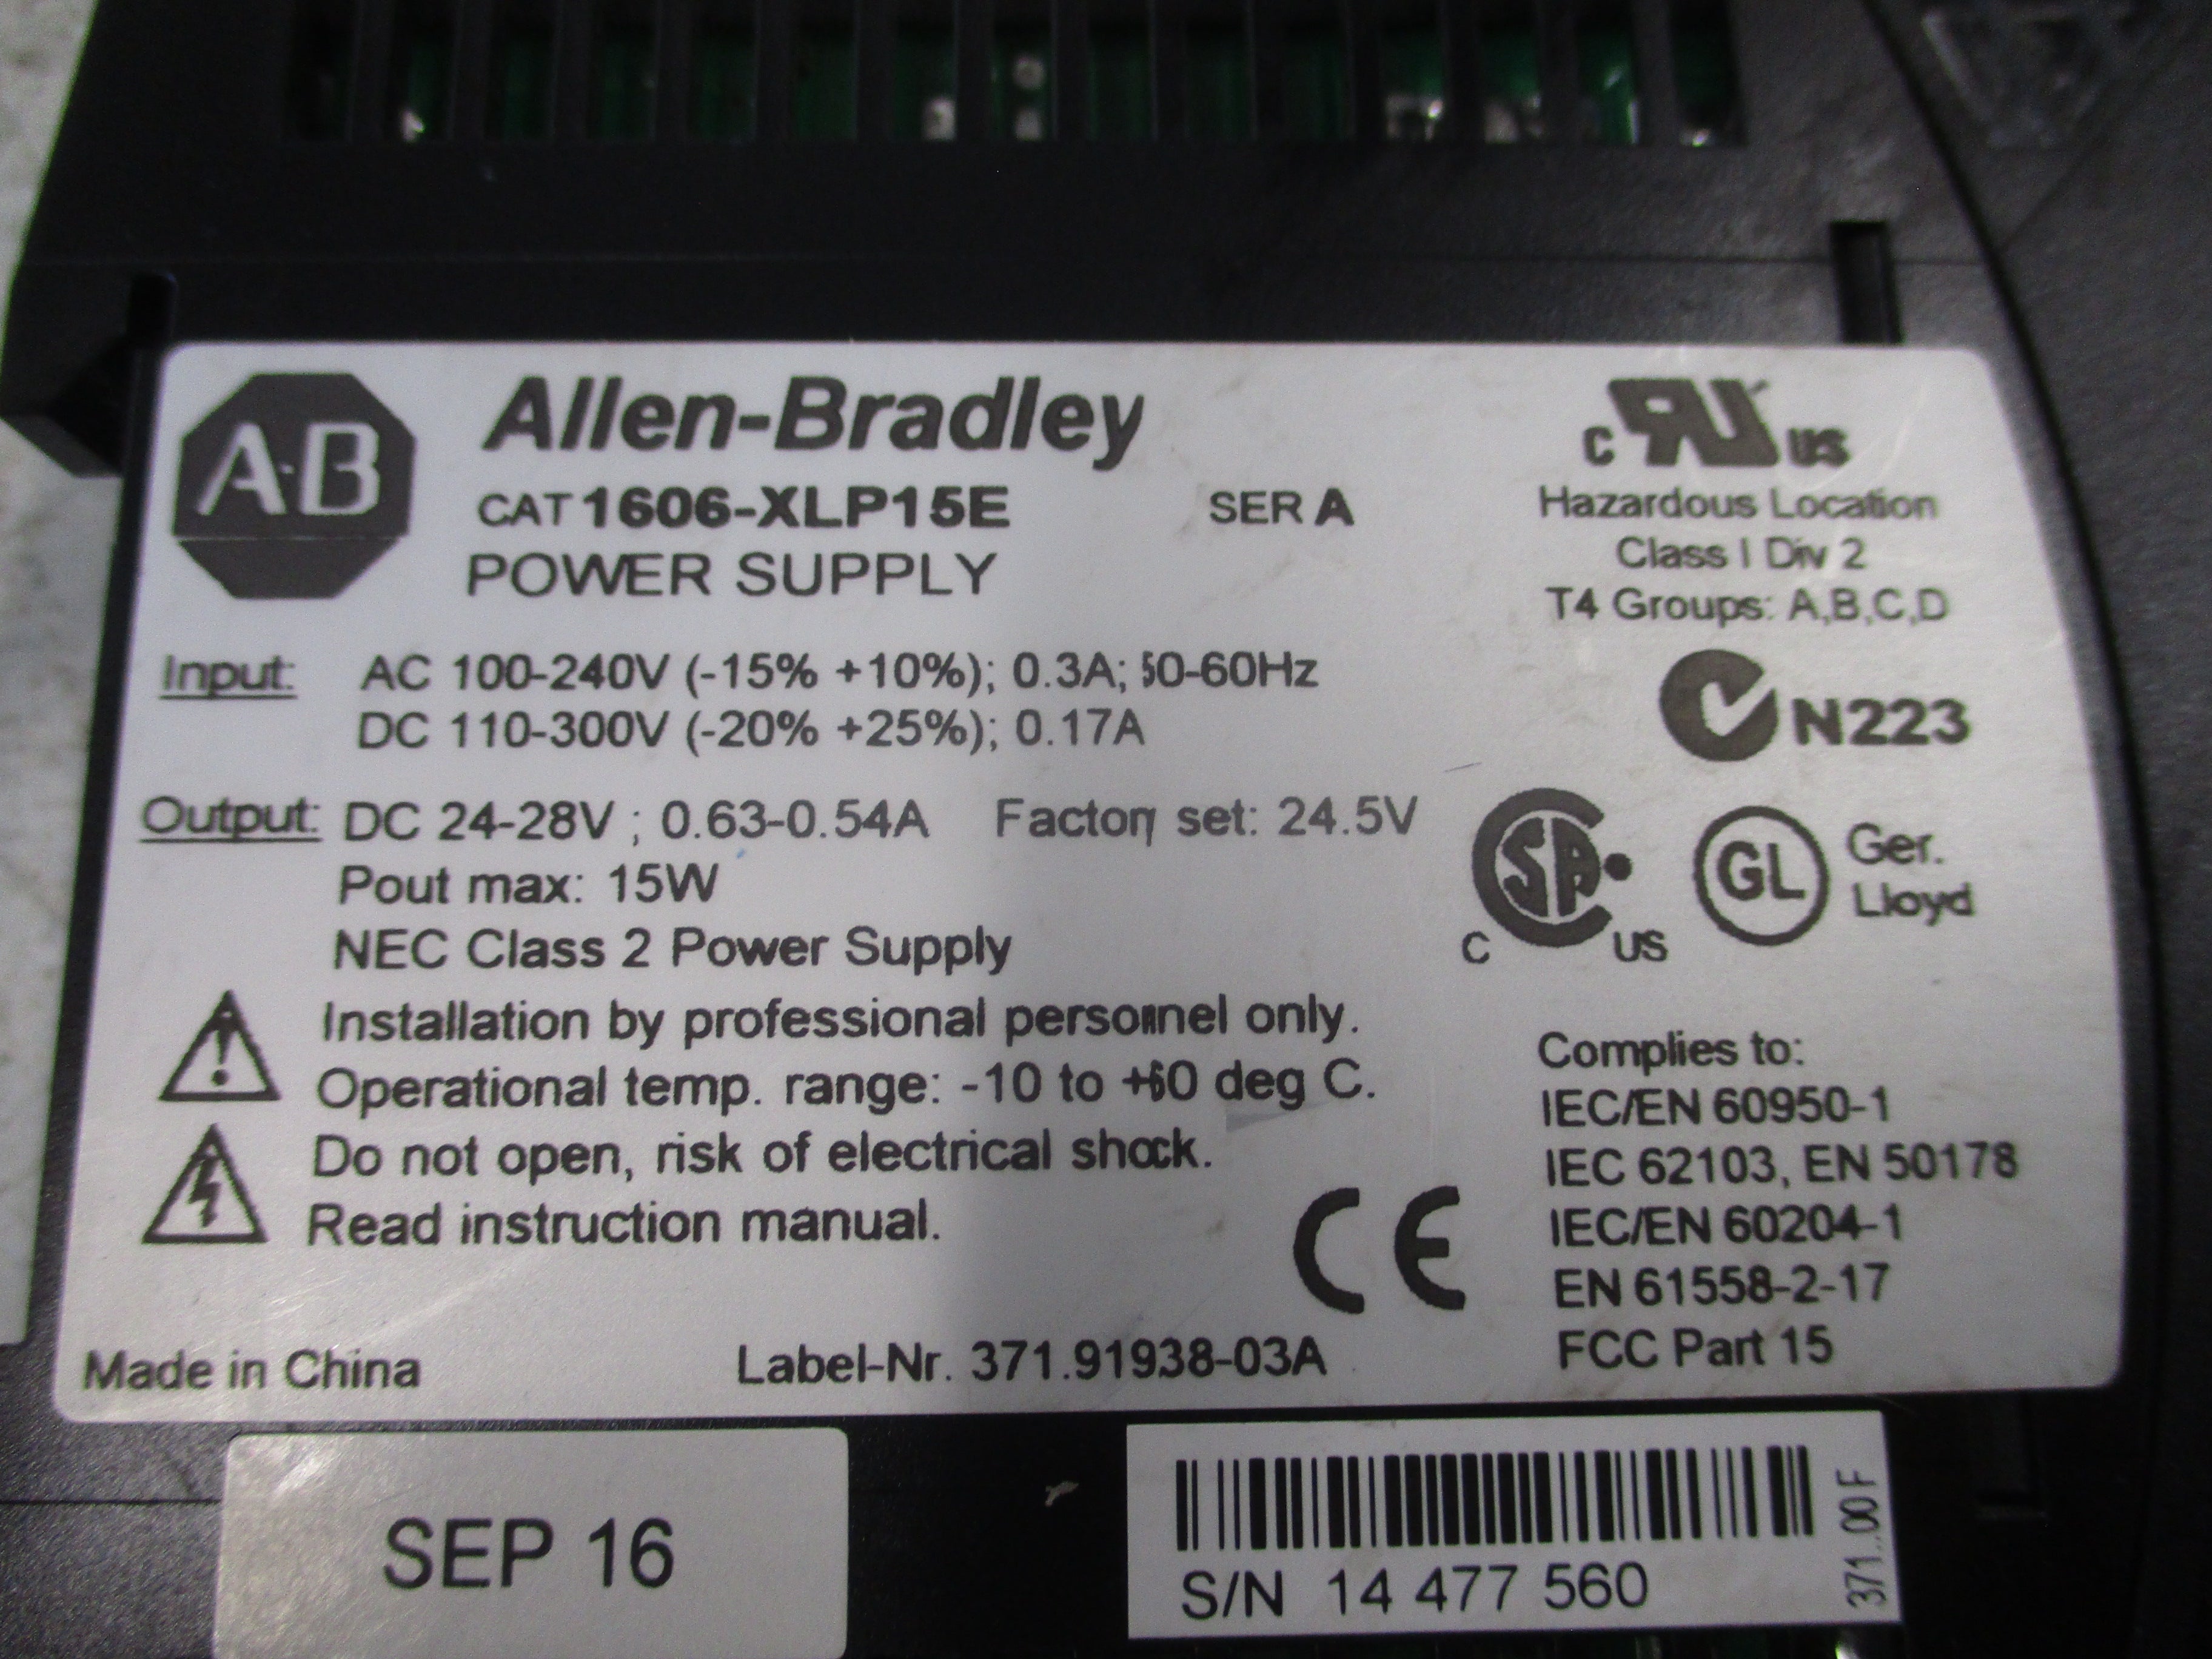 A·B
Allen-Bradley
CAT 1606-XLP15E SER A
POWER SUPPLY
c RU US
Hazardous Location
Class I Div 2
T4 Groups: A,B,C,D
Input: AC 100-240V (-15% +10%); 0.3A; 50-60Hz
DC 110-300V (-20% +25%); 0.17A
N223
Output: DC 24-28V ; 0.63-0.54A Factory set: 24.5V
Pout max: 15W
NEC Class 2 Power Supply
C SA US
GL Ger.
Lloyd
Installation by professional personnel only.
Operational temp. range: -10 to +60 deg C.
Do not open, risk of electrical shock.
Read instruction manual.
CE
Complies to:
IEC/EN 60950-1
IEC 62103, EN 50178
IEC/EN 60204-1
EN 61558-2-17
FCC Part 15
Made in China Label-Nr. 371.91938-03A
SEP 16
S/N 14 477 560
371..00 F